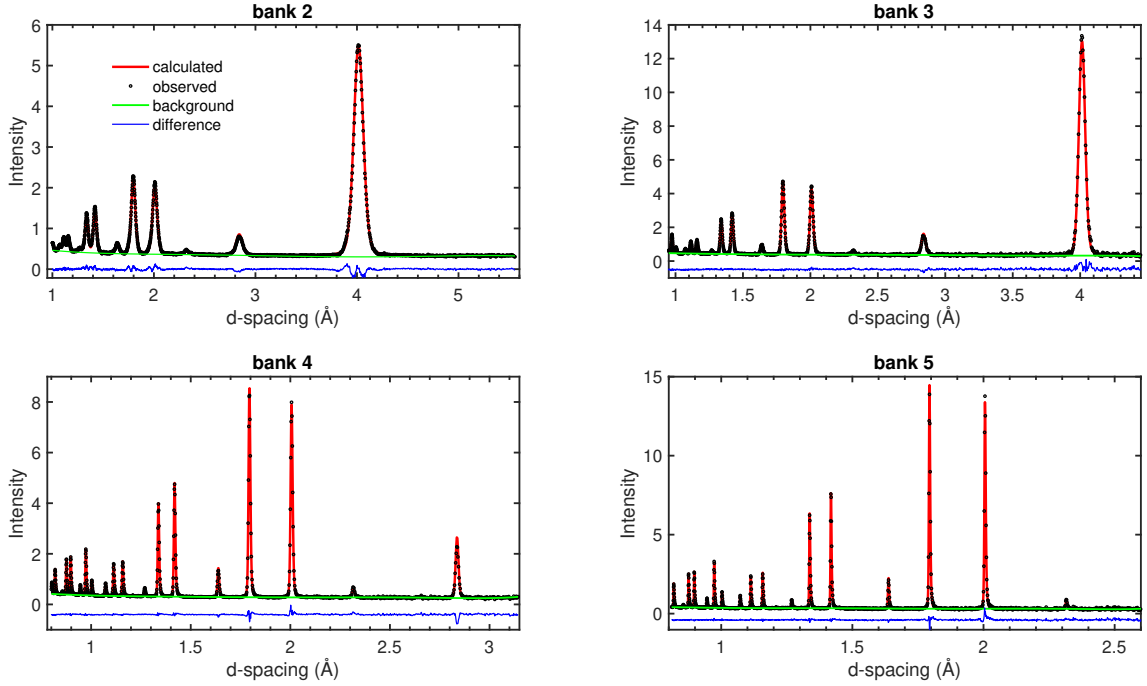 bank 2
6
5
4
3
2
1
0
Intensity
calculated
observed
background
difference
1 2 3 4 5
d-spacing (Å)
bank 3
14
12
10
8
6
4
2
0
Intensity
1 1.5 2 2.5 3 3.5 4
d-spacing (Å)
bank 4
8
6
4
2
0
Intensity
1 1.5 2 2.5 3
d-spacing (Å)
bank 5
15
10
5
0
Intensity
1 1.5 2 2.5
d-spacing (Å)